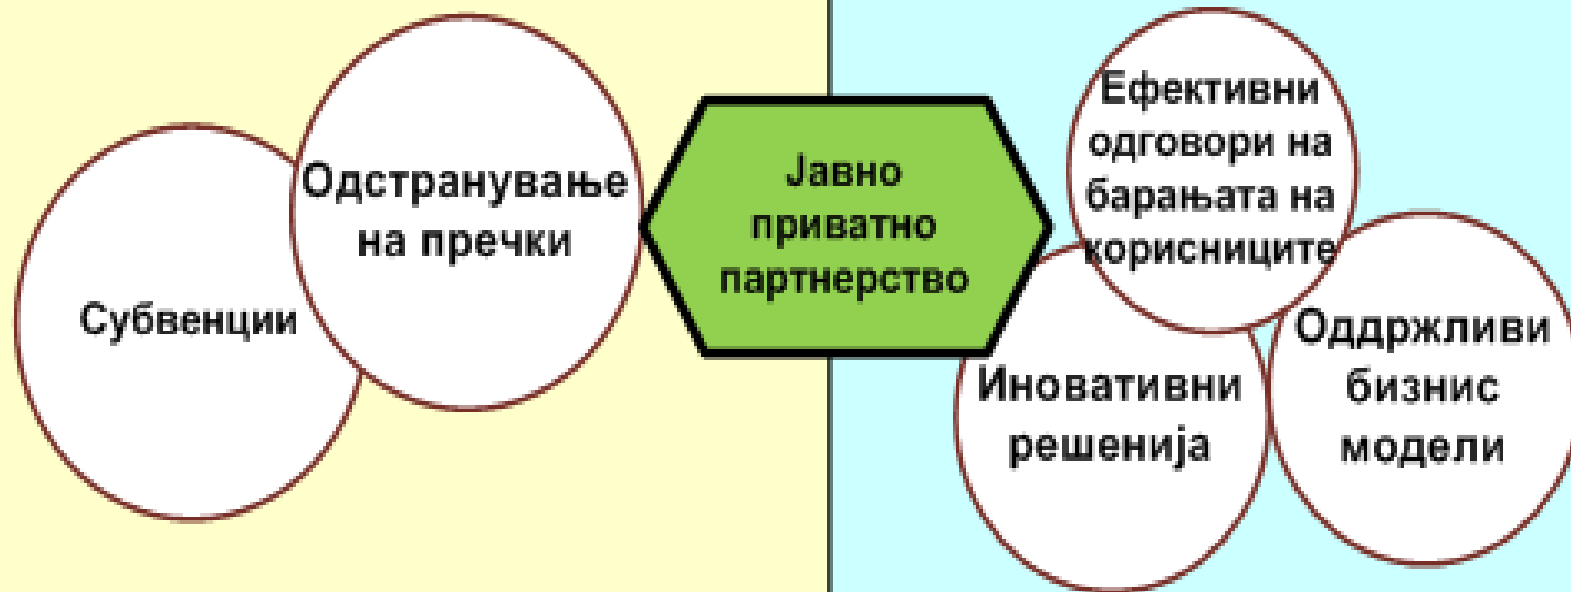 Субвенции
Одстранување
на пречки
Јавно
приватно
партнерство
Ефективни
одговори на
барањата на
корисниците
Иновативни
решенија
Оддржливи
бизнис
модели